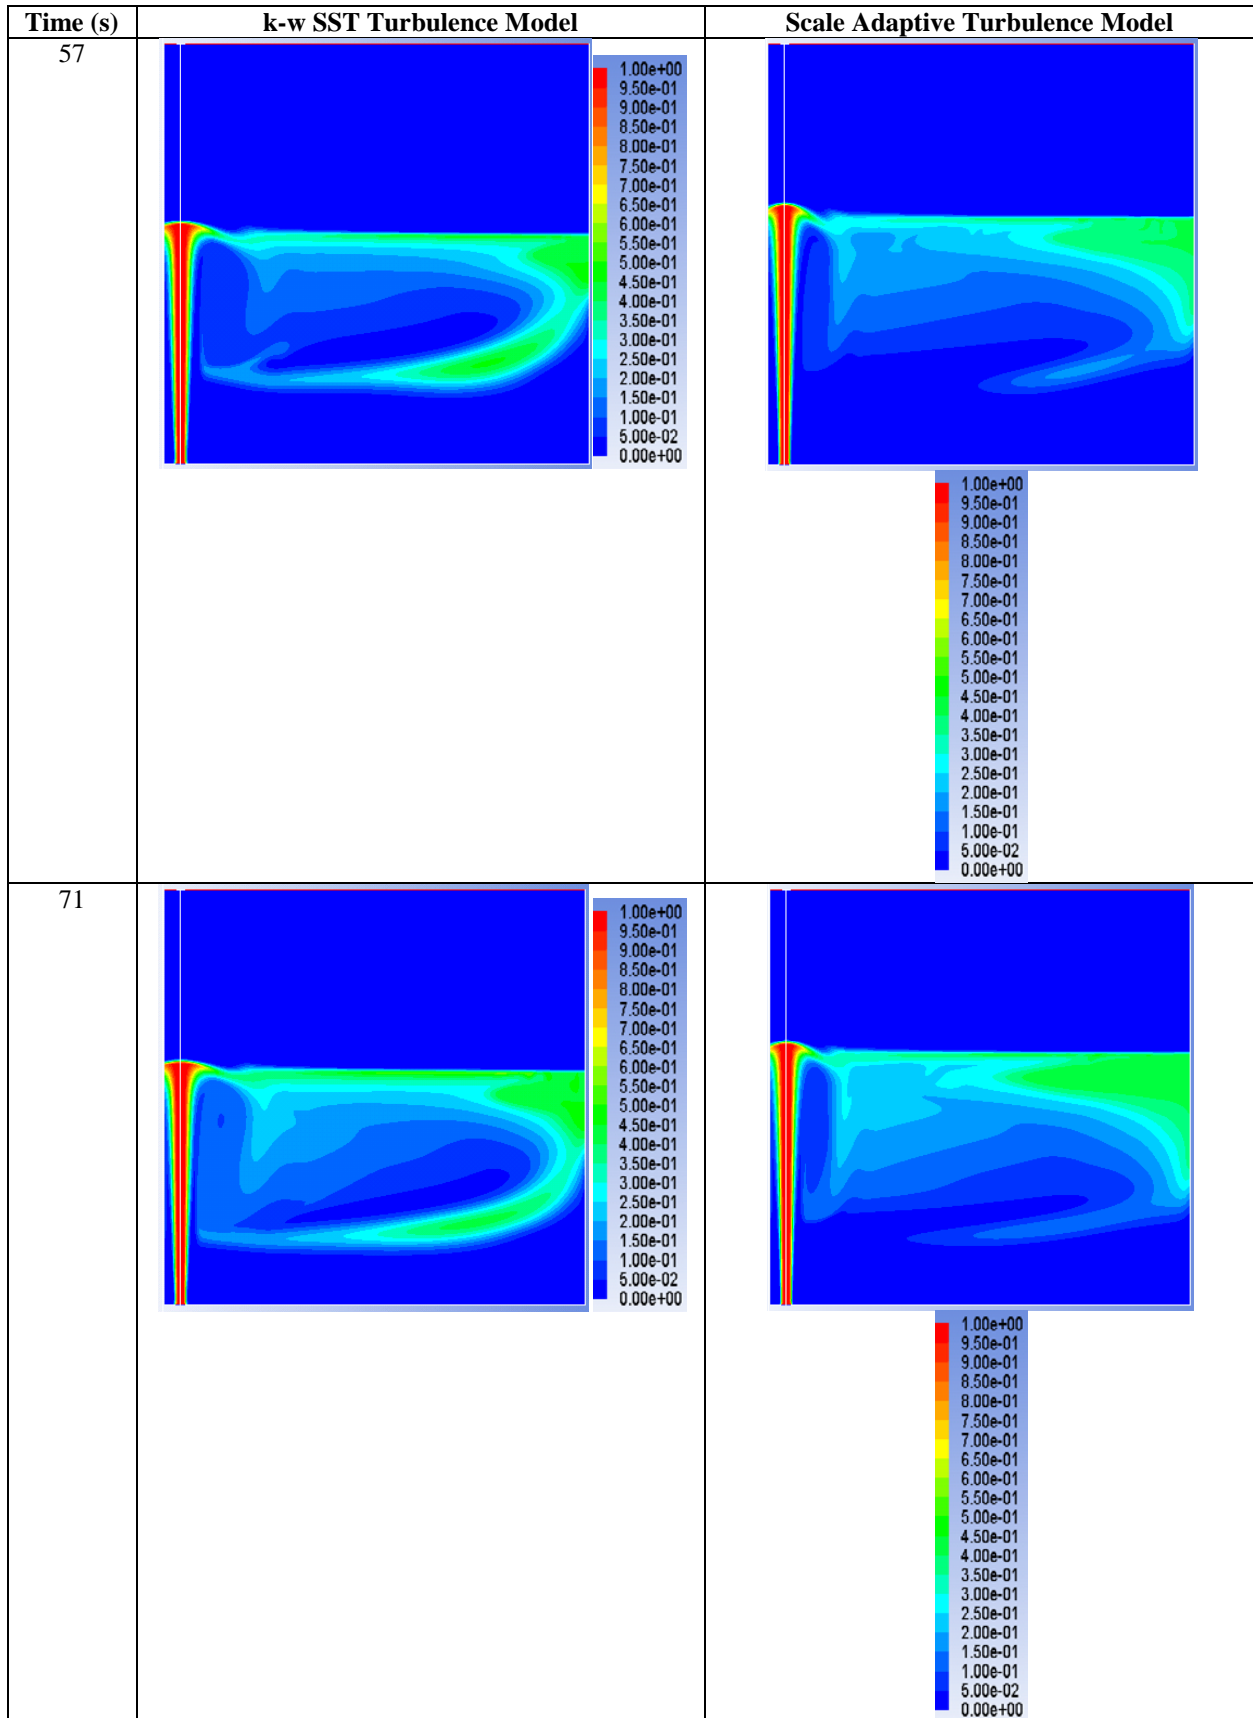 Time (s) k-w SST Turbulence Model Scale Adaptive Turbulence Model
57
1.00e+00
9.50e-01
9.00e-01
8.50e-01
8.00e-01
7.50e-01
7.00e-01
6.50e-01
6.00e-01
5.50e-01
5.00e-01
4.50e-01
4.00e-01
3.50e-01
3.00e-01
2.50e-01
2.00e-01
1.50e-01
1.00e-01
5.00e-02
0.00e+00
1.00e+00
9.50e-01
9.00e-01
8.50e-01
8.00e-01
7.50e-01
7.00e-01
6.50e-01
6.00e-01
5.50e-01
5.00e-01
4.50e-01
4.00e-01
3.50e-01
3.00e-01
2.50e-01
2.00e-01
1.50e-01
1.00e-01
5.00e-02
0.00e+00
71
1.00e+00
9.50e-01
9.00e-01
8.50e-01
8.00e-01
7.50e-01
7.00e-01
6.50e-01
6.00e-01
5.50e-01
5.00e-01
4.50e-01
4.00e-01
3.50e-01
3.00e-01
2.50e-01
2.00e-01
1.50e-01
1.00e-01
5.00e-02
0.00e+00
1.00e+00
9.50e-01
9.00e-01
8.50e-01
8.00e-01
7.50e-01
7.00e-01
6.50e-01
6.00e-01
5.50e-01
5.00e-01
4.50e-01
4.00e-01
3.50e-01
3.00e-01
2.50e-01
2.00e-01
1.50e-01
1.00e-01
5.00e-02
0.00e+00